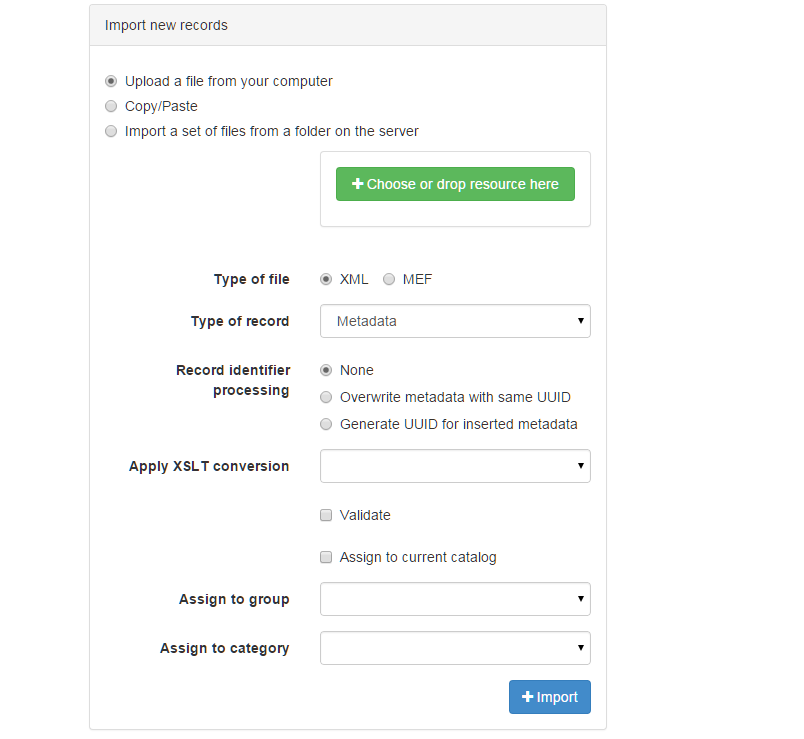 Import new records
Upload a file from your computer
Copy/Paste
Import a set of files from a folder on the server
Choose or drop resource here
Type of file XML MEF
Type of record Metadata
Record identifier
processing
None
Overwrite metadata with same UUID
Generate UUID for inserted metadata
Apply XSLT conversion
Validate
Assign to current catalog
Assign to group
Assign to category
Import